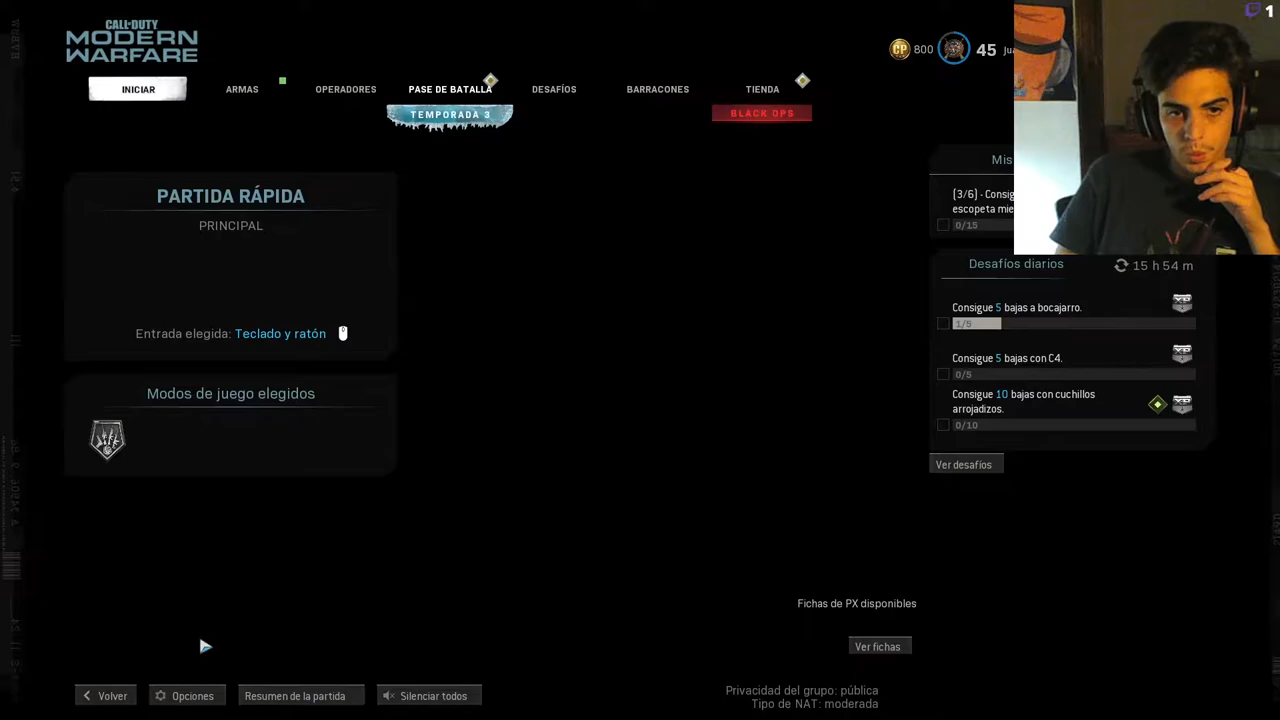 CALL OF DUTY
MODERN
WARFARE
1
800
45
INICIAR
ARMAS
OPERADORES
PASE DE BATALLA
DESAFÍOS
BARRACONES
TIENDA
TEMPORADA 3
BLACK OPS
PARTIDA RÁPIDA
PRINCIPAL
Entrada elegida: Teclado y ratón
Modos de juego elegidos
(3/6) - Consig
escopeta mie
0/15
Desafíos diarios
15 h 54 m
Consigue 5 bajas a bocajarro.
1/5
Consigue 5 bajas con C4.
0/5
Consigue 10 bajas con cuchillos
arrojadizos.
0/10
Ver desafíos
Fichas de PX disponibles
Ver fichas
Volver
Opciones
Resumen de la partida
Silenciar todos
Privacidad del grupo: pública
Tipo de NAT: moderada